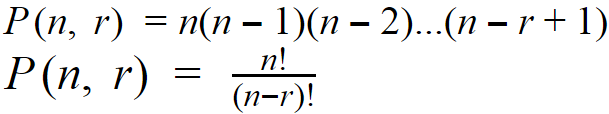 P(n, r) = n(n − 1)(n − 2)...(n − r + 1)
P(n, r) = n!/(n−r)!